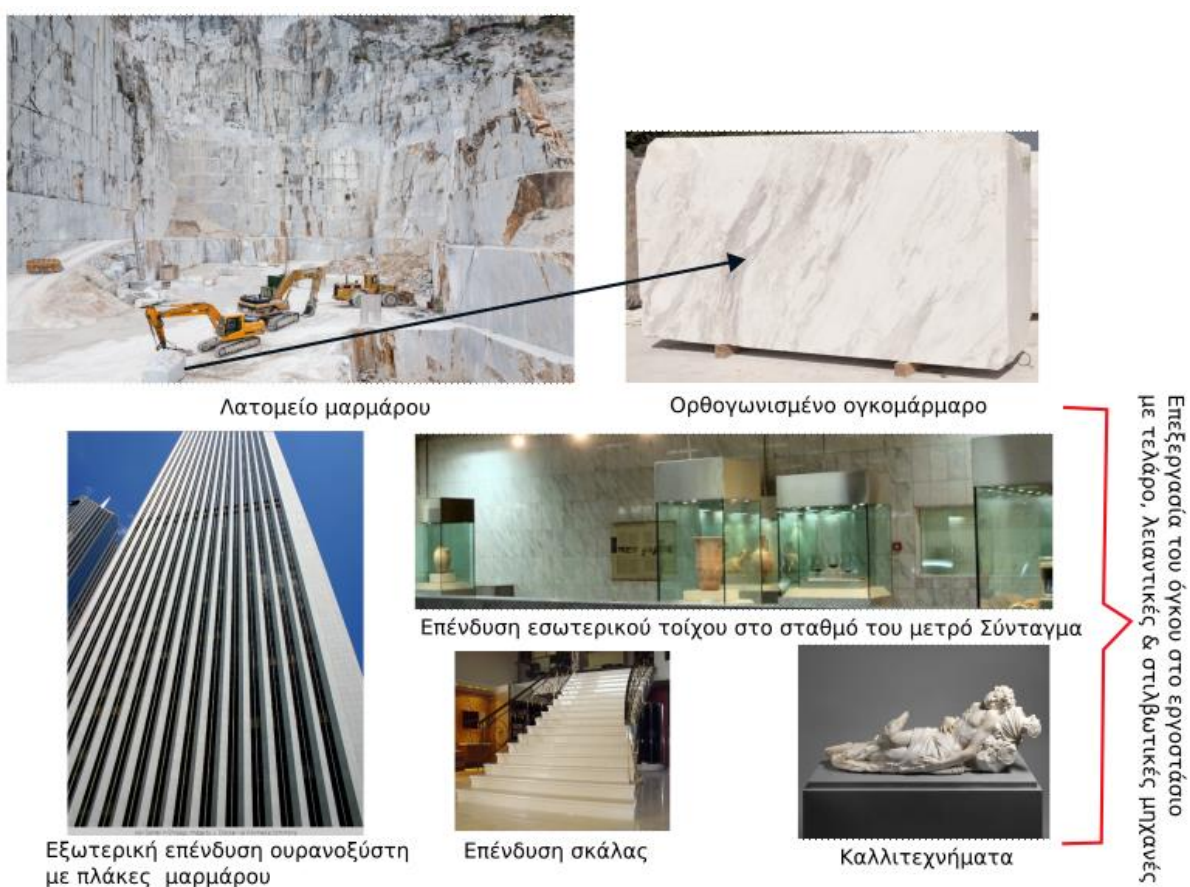 Λατομείο μαρμάρου
Ορθογωνισμένο ογκομάρμαρο
Επένδυση εσωτερικού τοίχου στο σταθμό του μετρό Σύνταγμα
Εξωτερική επένδυση ουρανοξύστη
με πλάκες μαρμάρου
Επένδυση σκάλας
Καλλιτεχνήματα
Επεξεργασία του όγκου στο εργοστάσιο
με τελάρο, λειαντικές & στιλβωτικές μηχανές